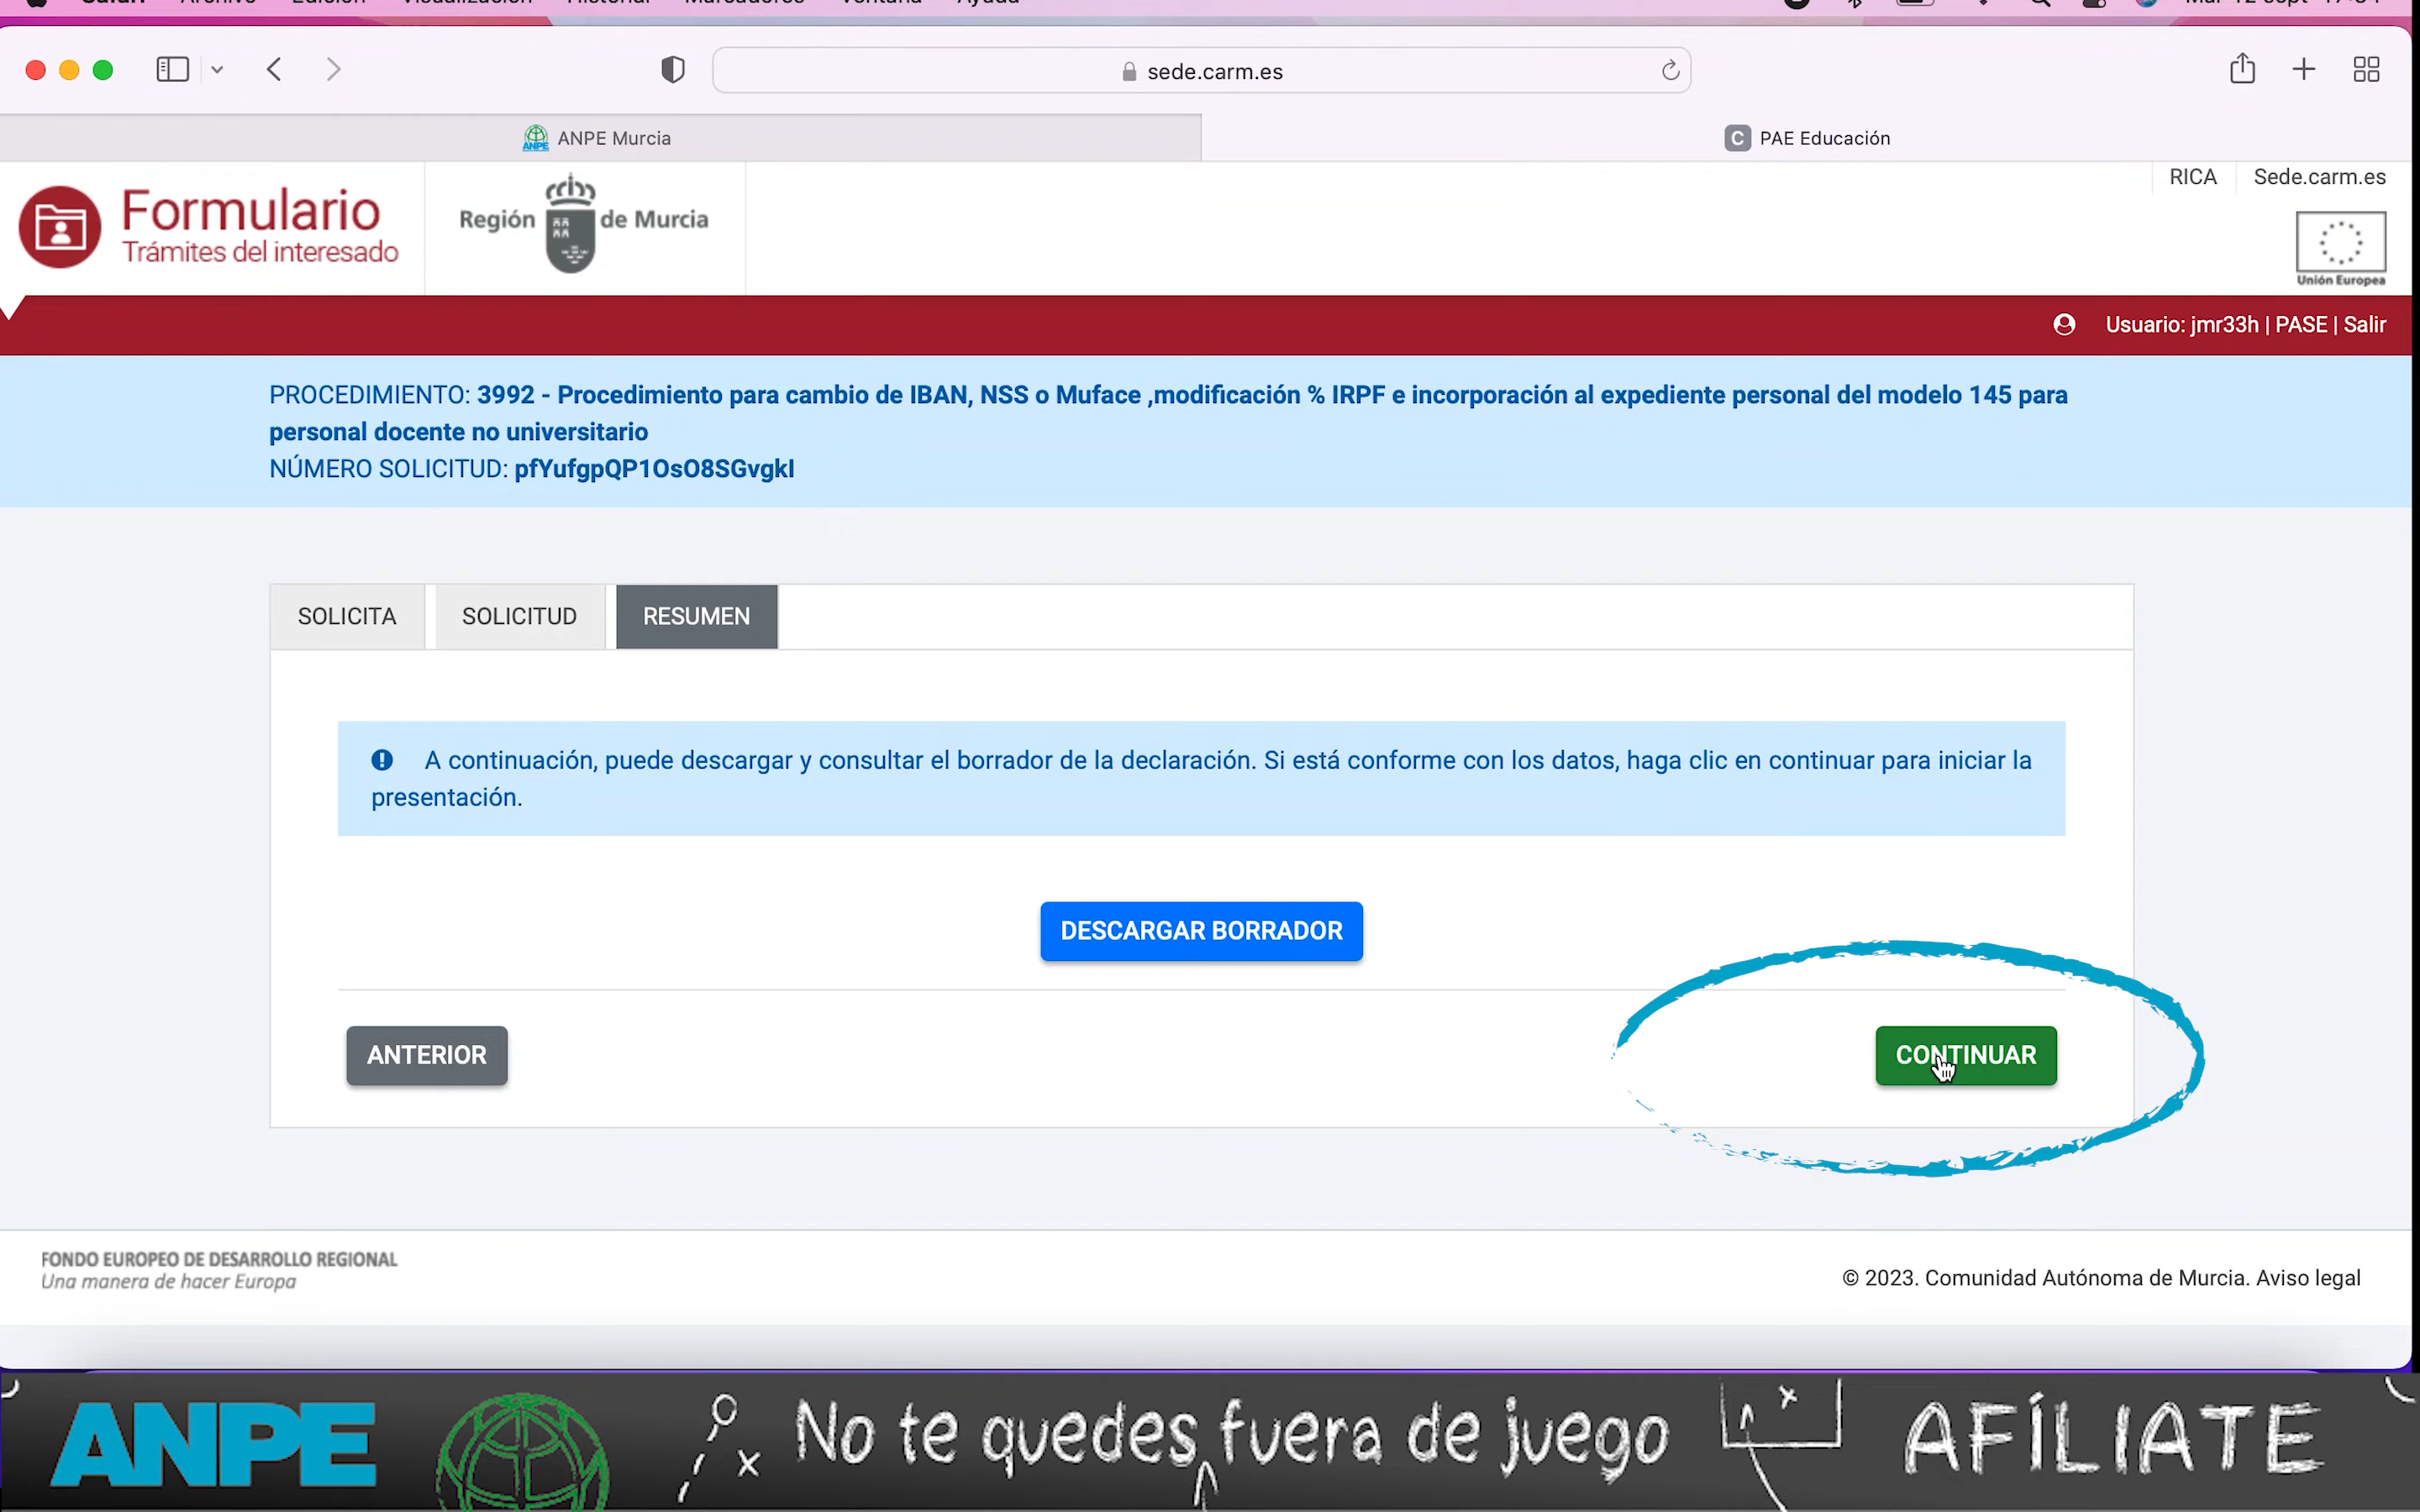 sede.carm.es
ANPE Murcia
C PAE Educación
Formulario
Trámites del interesado
Región de Murcia
RICA Sede.carm.es
Unión Europea
Usuario: jmr33h | PASE | Salir
PROCEDIMIENTO: 3992 - Procedimiento para cambio de IBAN, NSS o Muface ,modificación % IRPF e incorporación al expediente personal del modelo 145 para
personal docente no universitario
NÚMERO SOLICITUD: pfYufgpQP1OsO8SGvgkI
SOLICITA SOLICITUD RESUMEN
A continuación, puede descargar y consultar el borrador de la declaración. Si está conforme con los datos, haga clic en continuar para iniciar la
presentación.
DESCARGAR BORRADOR
ANTERIOR CONTINUAR
FONDO EUROPEO DE DESARROLLO REGIONAL
Una manera de hacer Europa
© 2023. Comunidad Autónoma de Murcia. Aviso legal
ANPE No te quedes fuera de juego AFÍLIATE